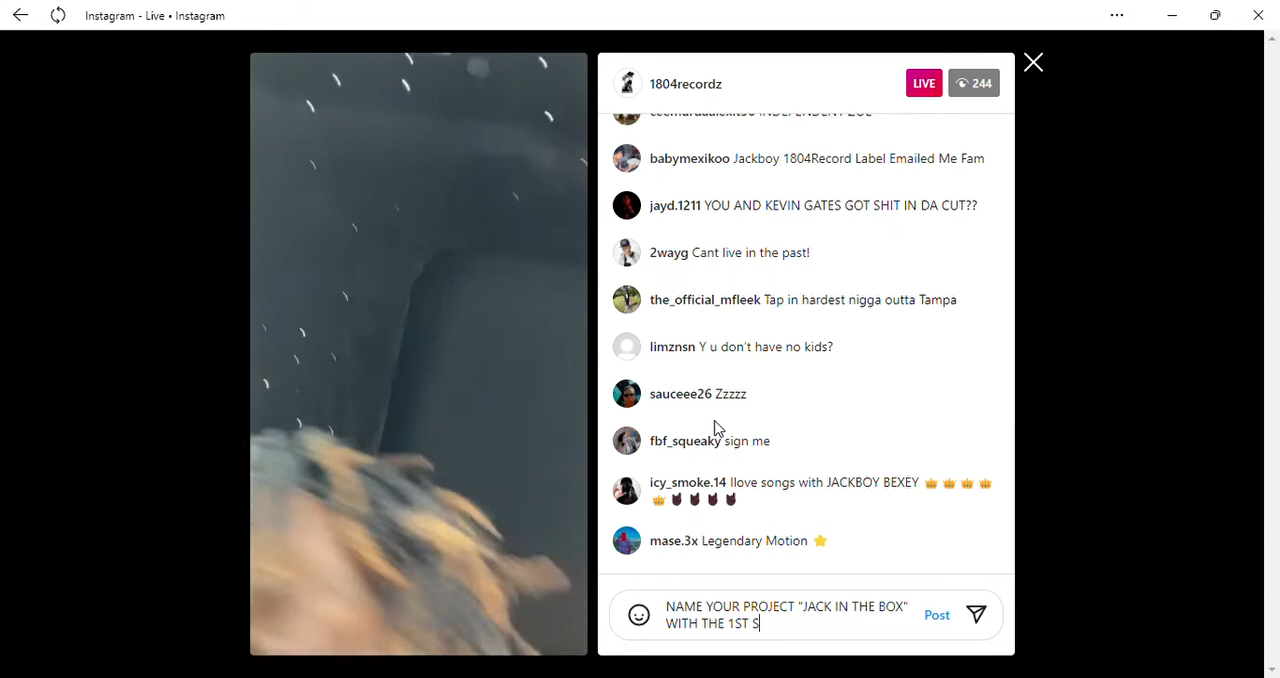 Instagram - Live • Instagram
1804recordz
LIVE
244
babymexikoo Jackboy 1804Record Label Emailed Me Fam
jayd.1211 YOU AND KEVIN GATES GOT SHIT IN DA CUT??
2wayg Cant live in the past!
the_official_mfleek Tap in hardest nigga outta Tampa
limznsn Y u don't have no kids?
sauceee26 Zzzzz
fbf_squeaky sign me
icy_smoke.14 Ilove songs with JACKBOY BEXEY 👑 👑 👑 👑
👑 👿 👿 👿 👿
mase.3x Legendary Motion ⭐
NAME YOUR PROJECT "JACK IN THE BOX"
WITH THE 1ST S
Post